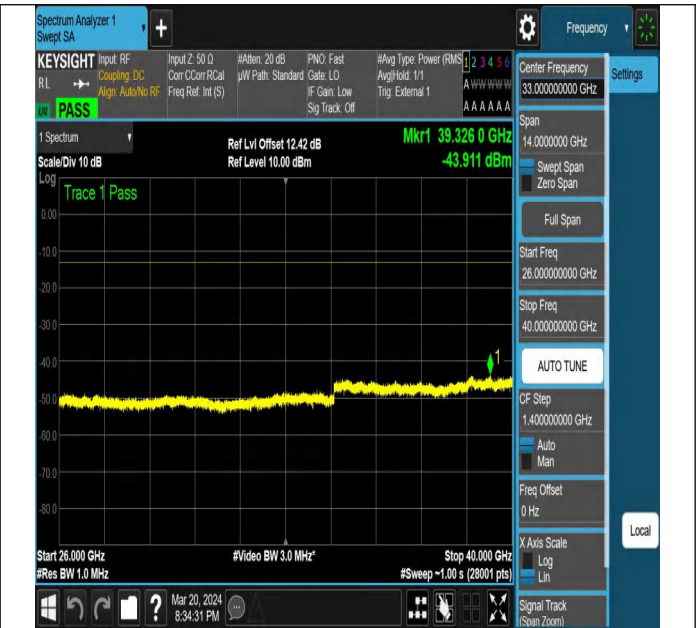 Spectrum Analyzer 1
Swept SA
Frequency
KEYSIGHT
Input: RF
Coupling: DC
Align: Auto/No RF
Input Z: 50 Ω
Corr CCorr RCal
Freq Ref: Int (S)
#Atten: 20 dB
µW Path: Standard
PNO: Fast
Gate: LO
IF Gain: Low
Sig Track: Off
#Avg Type: Power (RMS
Avg|Hold: 1/1
Trig: External 1
1 2 3 4 5 6
A W W W W W
A A A A A A
RL
PASS
1 Spectrum
Scale/Div 10 dB
Ref Lvl Offset 12.42 dB
Ref Level 10.00 dBm
Mkr1 39.326 0 GHz
-43.911 dBm
Log
Trace 1 Pass
0.00
-10.0
-20.0
-30.0
-40.0
-50.0
-60.0
-70.0
-80.0
1
Start 26.000 GHz
#Res BW 1.0 MHz
#Video BW 3.0 MHz*
Stop 40.000 GHz
#Sweep ~1.00 s (28001 pts)
Mar 20, 2024
8:34:31 PM
?
Center Frequency
33.000000000 GHz
Settings
Span
14.0000000 GHz
Swept Span
Zero Span
Full Span
Start Freq
26.000000000 GHz
Stop Freq
40.000000000 GHz
AUTO TUNE
CF Step
1.400000000 GHz
Auto
Man
Freq Offset
0 Hz
X Axis Scale
Log
Lin
Local
Signal Track
(Span Zoom)